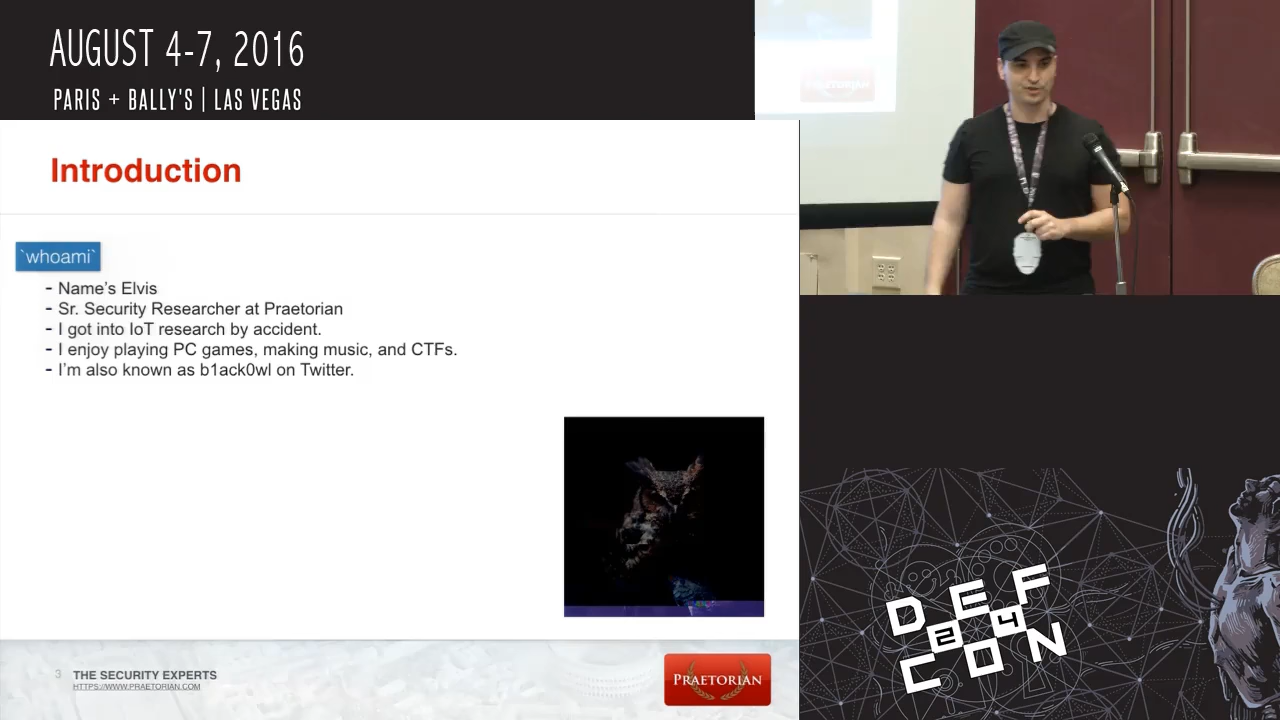 AUGUST 4-7, 2016
PARIS + BALLY'S | LAS VEGAS
Introduction
`whoami`
- Name's Elvis
- Sr. Security Researcher at Praetorian
- I got into IoT research by accident.
- I enjoy playing PC games, making music, and CTFs.
- I'm also known as b1ack0wl on Twitter.
3 THE SECURITY EXPERTS
HTTPS://WWW.PRAETORIAN.COM
PRAETORIAN
PRAETORIAN
DEF
24
CON